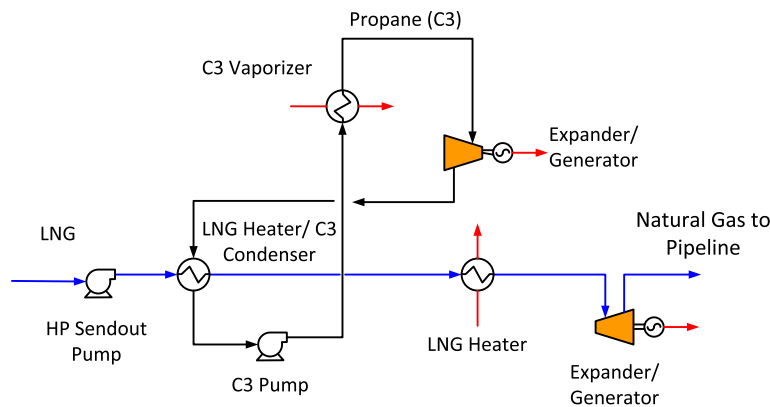 Propane (C3)
C3 Vaporizer
Expander/
Generator
LNG
LNG Heater/ C3
Condenser
Natural Gas to
Pipeline
HP Sendout
Pump
LNG Heater
C3 Pump
Expander/
Generator